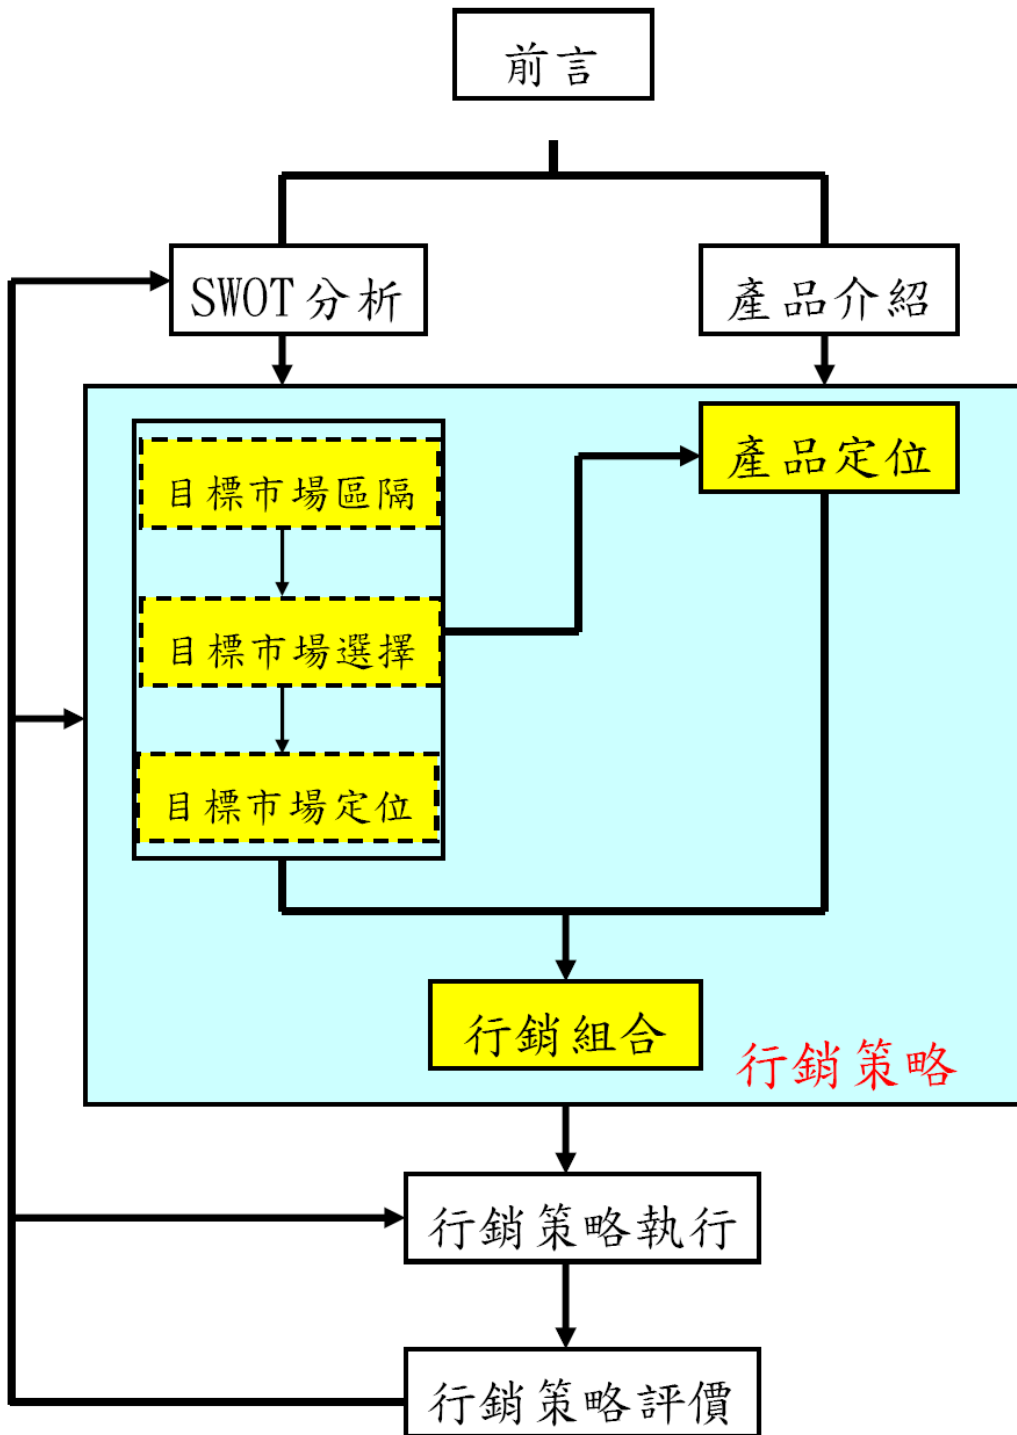 前言
SWOT分析
產品介紹
目標市場區隔
產品定位
目標市場選擇
目標市場定位
行銷組合
行銷策略
行銷策略執行
行銷策略評價